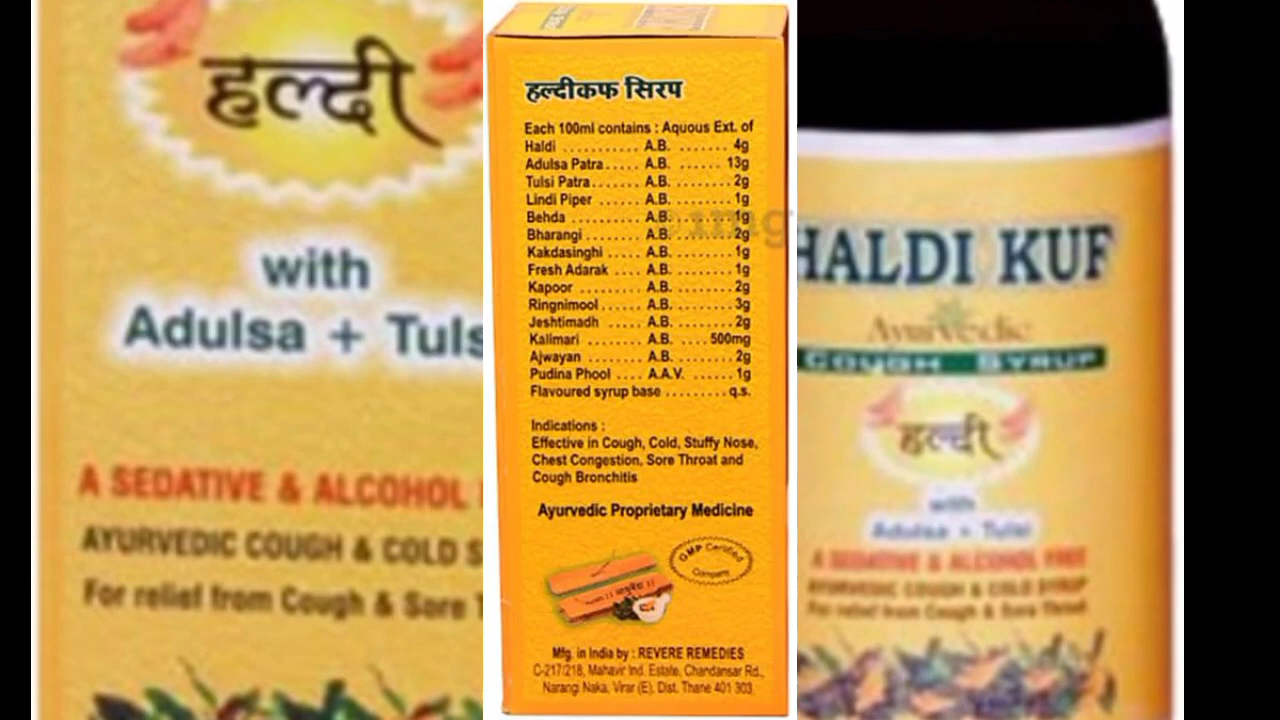 हल्दी
with
Adulsa + Tuls
A SEDATIVE & ALCOHOL
AYURVEDIC COUGH & COLD S
For relief from Cough & Sore T
हल्दीकफ सिरप
Each 100ml contains : Aquous Ext. of
Haldi ........... A.B. ....... 4g
Adulsa Patra..... A.B. ...... 13g
Tulsi Patra....... A.B. ........ 2g
Lindi Piper ...... A.B. ........ 1g
Behda ............ A.B. ........ 1g
Bharangi ........ A.B. ........ 2g
Kakdasinghi ..... A.B. ........ 1g
Fresh Adarak .... A.B. ........ 1g
Kapoor .......... A.B. ........ 2g
Ringnimool ...... A.B. ........ 3g
Jeshtimadh ..... A.B. ........ 2g
Kalimari ........ A.B. .... 500mg
Ajwayan ......... A.B. ........ 2g
Pudina Phool .... A.A.V. ...... 1g
Flavoured syrup base ......... q.s.
Indications :
Effective in Cough, Cold, Stuffy Nose,
Chest Congestion, Sore Throat and
Cough Bronchitis
Ayurvedic Proprietary Medicine
GMP Certified
Company
Mfg. in India by : REVERE REMEDIES
C-217/218, Mahavir Ind. Estate, Chandansar Rd.,
Narangi Naka, Virar (E), Dist. Thane 401 303.
1mg
HALDI KUF
Ayurvedic
COUGH SYRUP
हल्दी
with
Adulsa + Tulsi
A SEDATIVE & ALCOHOL FREE
AYURVEDIC COUGH & COLD SYRUP
For relief from Cough & Sore Throat